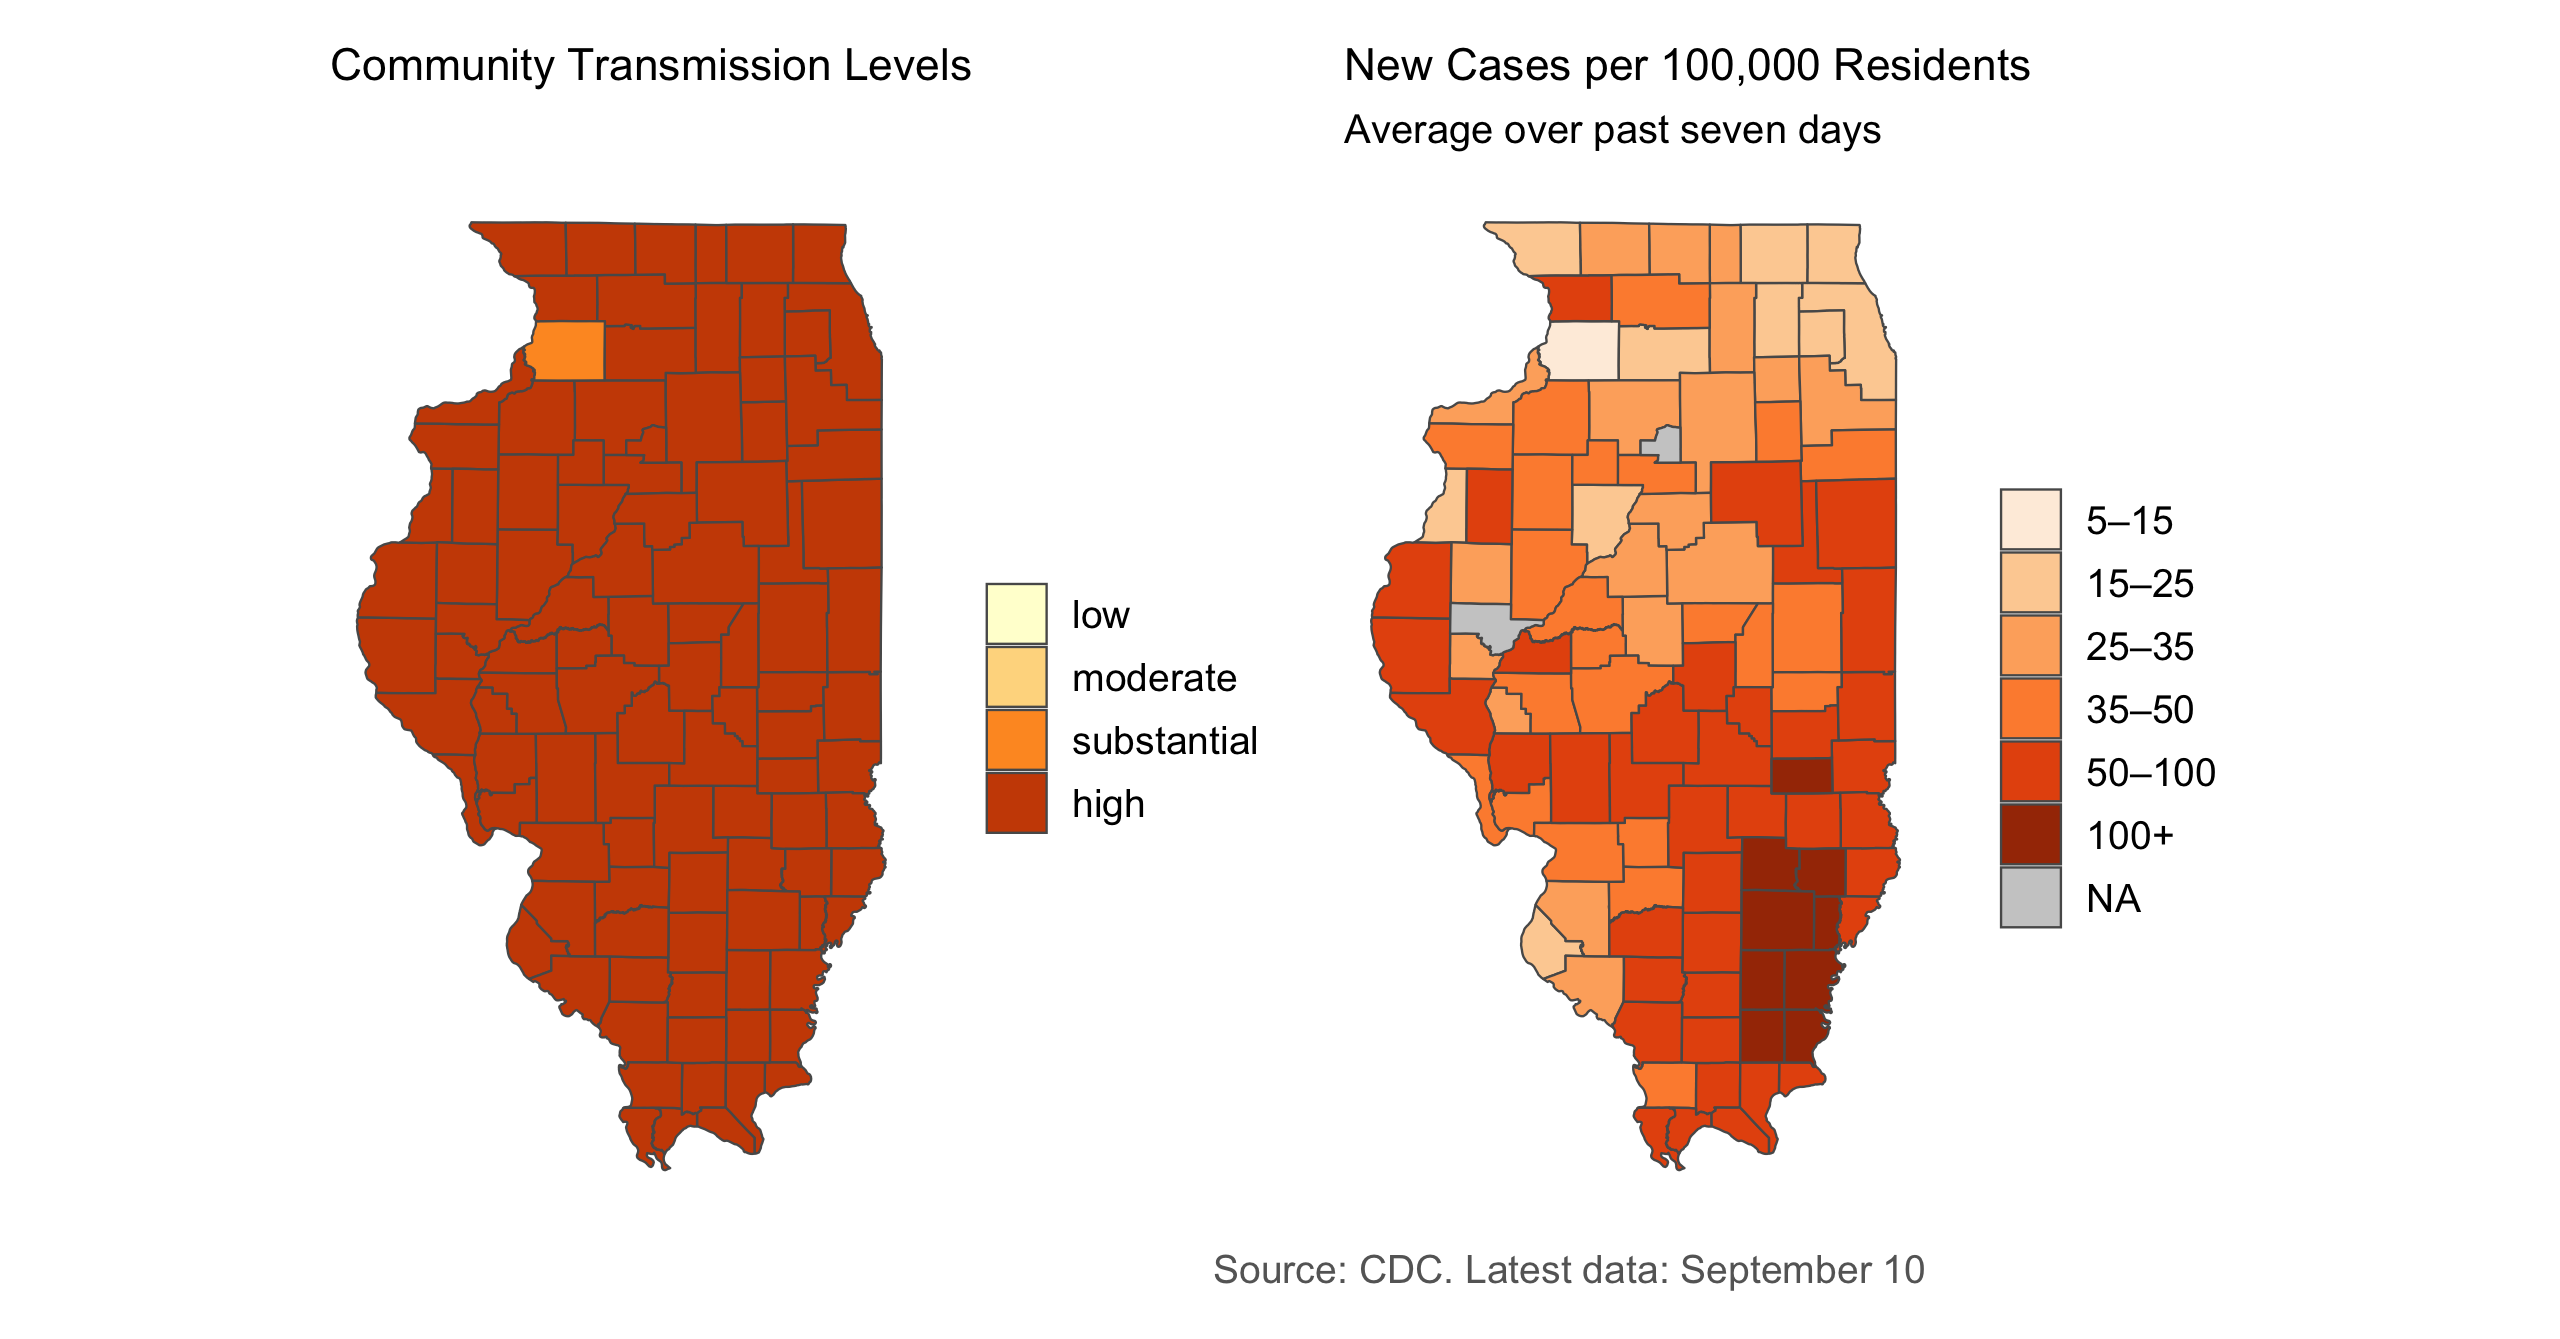 Community Transmission Levels
low
moderate
substantial
high
New Cases per 100,000 Residents
Average over past seven days
5–15
15–25
25–35
35–50
50–100
100+
NA
Source: CDC. Latest data: September 10